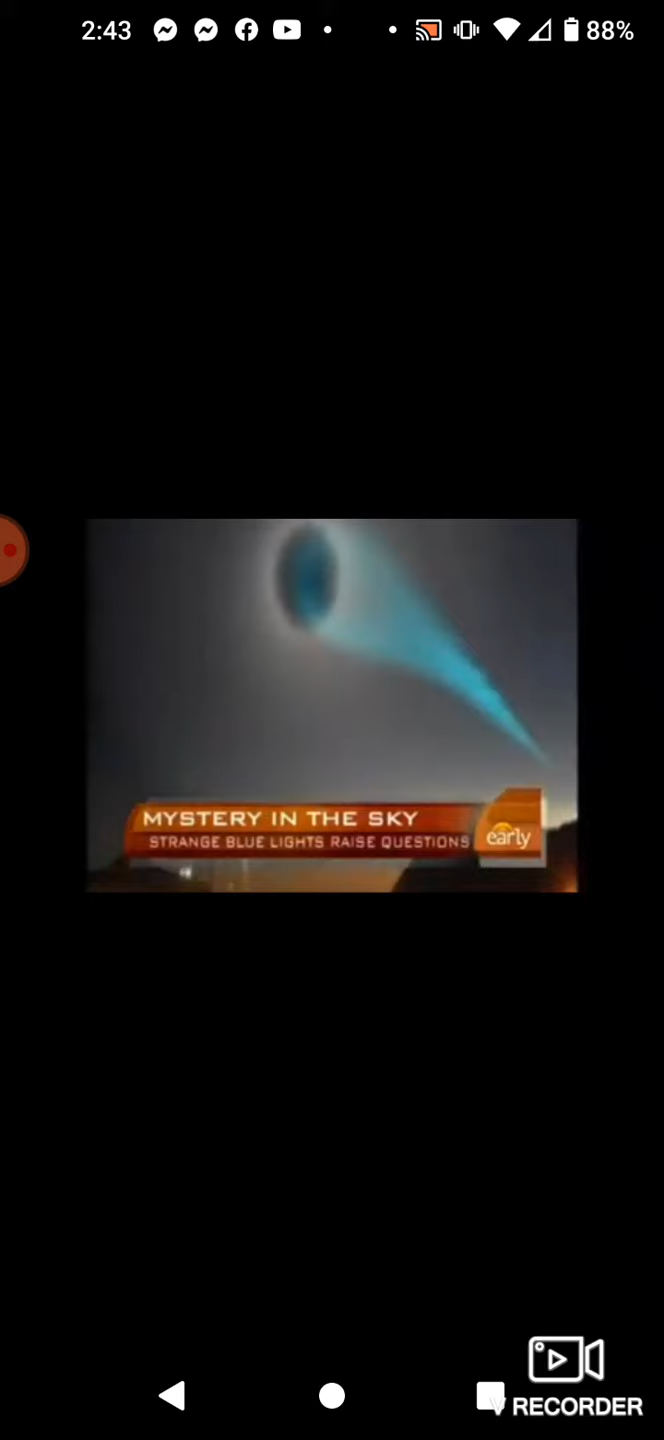 2:43 88%
MYSTERY IN THE SKY
STRANGE BLUE LIGHTS RAISE QUESTIONS
early
V RECORDER